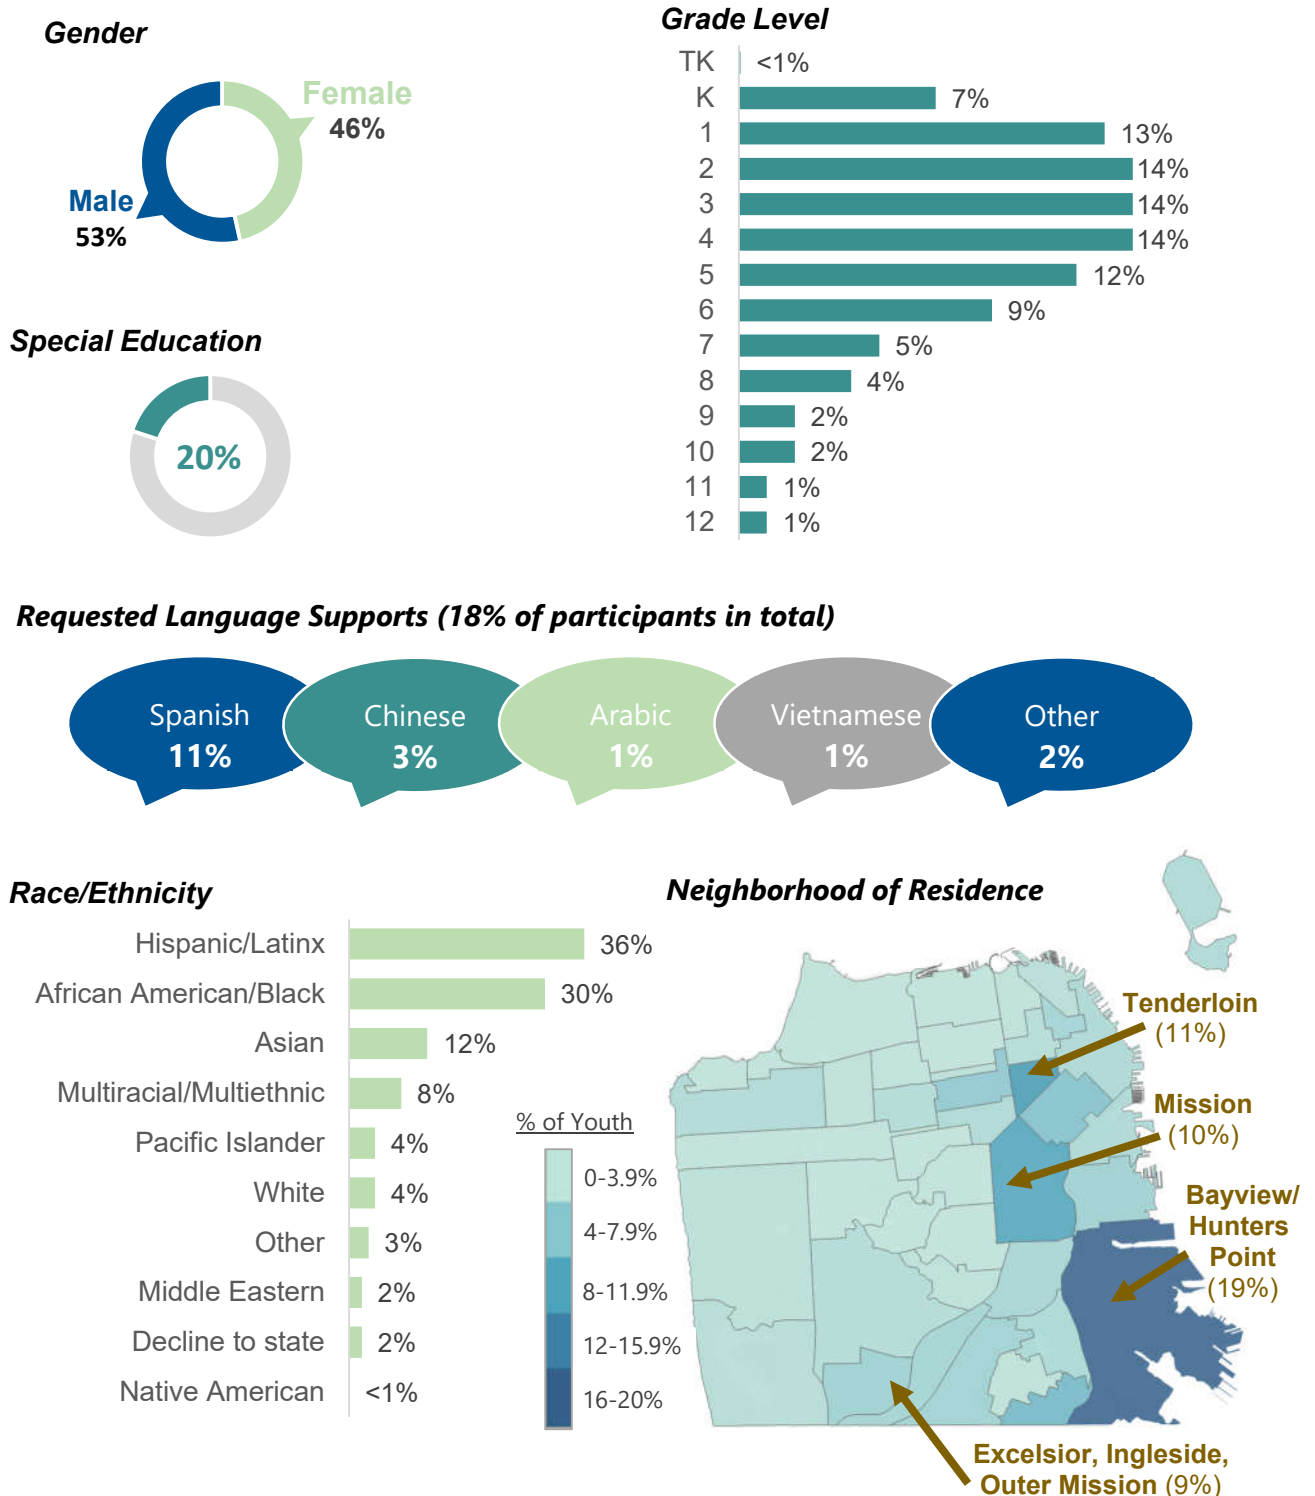 Gender
Female
46%
Male
53%
Grade Level
TK <1%
K 7%
1 13%
2 14%
3 14%
4 14%
5 12%
6 9%
7 5%
8 4%
9 2%
10 2%
11 1%
12 1%
Special Education
20%
Requested Language Supports (18% of participants in total)
Spanish
11%
Chinese
3%
Arabic
1%
Vietnamese
1%
Other
2%
Race/Ethnicity
Hispanic/Latinx 36%
African American/Black 30%
Asian 12%
Multiracial/Multiethnic 8%
Pacific Islander 4%
White 4%
Other 3%
Middle Eastern 2%
Decline to state 2%
Native American <1%
Neighborhood of Residence
% of Youth
0-3.9%
4-7.9%
8-11.9%
12-15.9%
16-20%
Tenderloin
(11%)
Mission
(10%)
Bayview/
Hunters
Point
(19%)
Excelsior, Ingleside,
Outer Mission (9%)